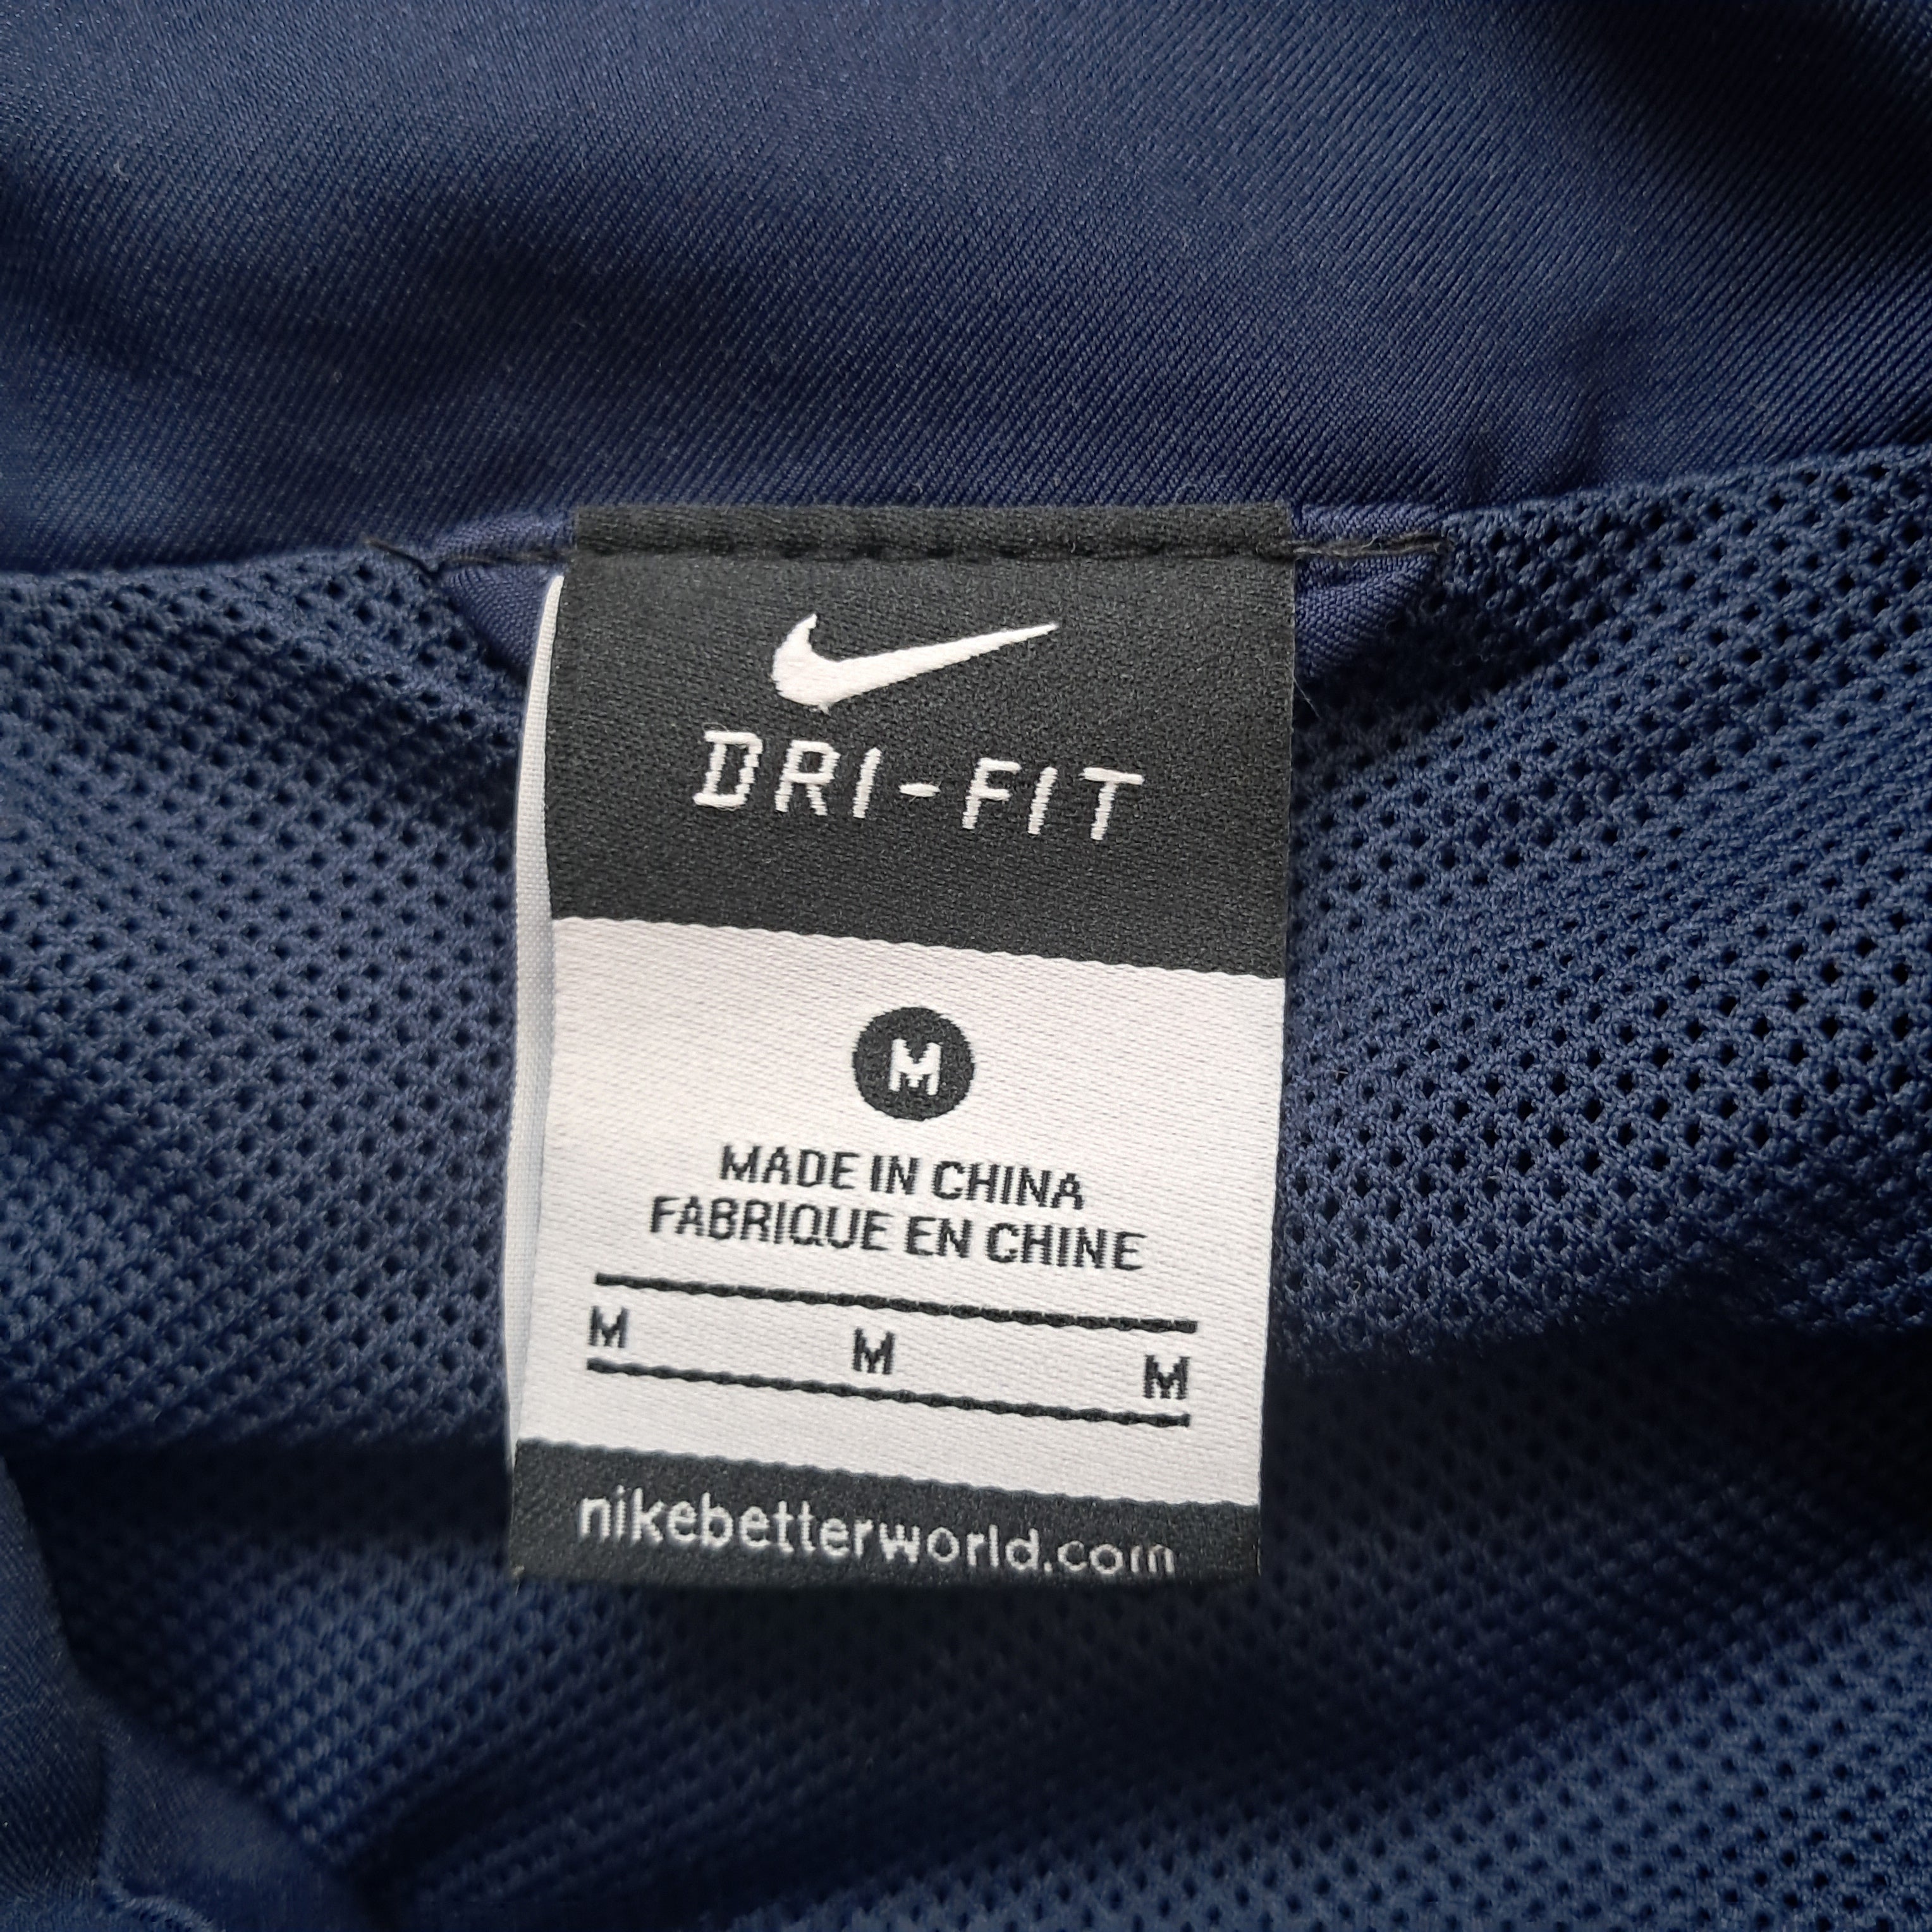 DRI-FIT
M
MADE IN CHINA
FABRIQUE EN CHINE
M M M
nikebetterworld.com